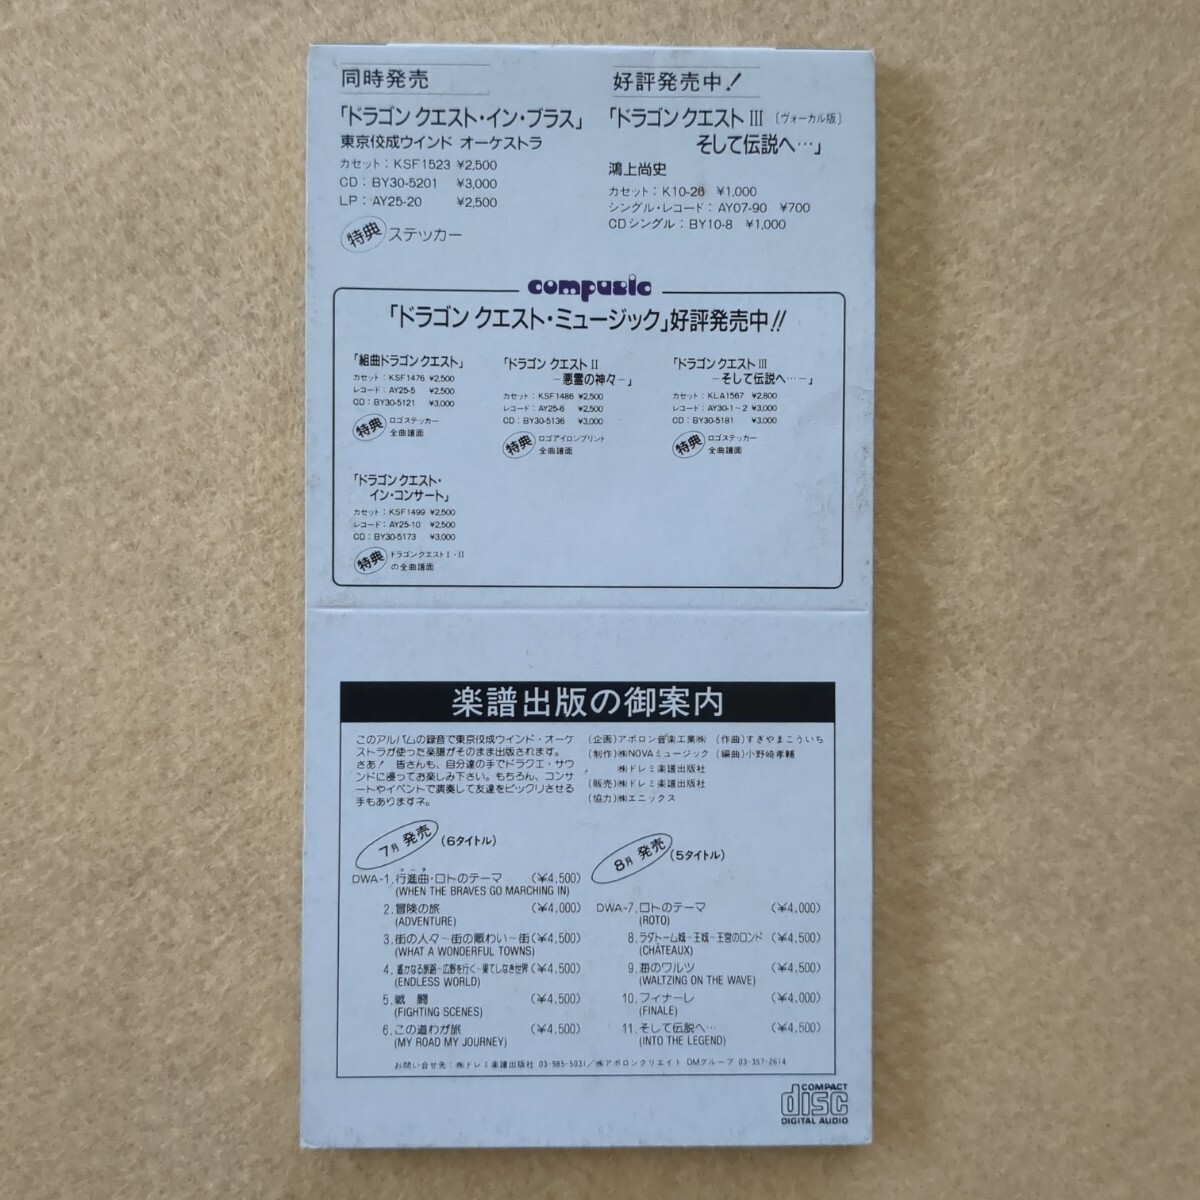 同時発売
「ドラゴン クエスト・イン・ブラス」
東京佼成ウインド オーケストラ
カセット：KSF1523 ¥2,500
CD：BY30-5201 ¥3,000
LP：AY25-20 ¥2,500
特典 ステッカー
好評発売中！
「ドラゴン クエスト III 〔ヴォーカル版〕
そして伝説へ…」
鴻上尚史
カセット：K10-26 ¥1,000
シングル・レコード：AY07-90 ¥700
CDシングル：BY10-8 ¥1,000
compusic
「ドラゴン クエスト・ミュージック」好評発売中!!
「組曲ドラゴン クエスト」
カセット：KSF1476 ¥2,500
レコード：AY25-5 ¥2,500
CD：BY30-5121 ¥3,000
特典 ロゴステッカー
全曲譜面
「ドラゴン クエスト II
－悪霊の神々－」
カセット：KSF1486 ¥2,500
レコード：AY25-6 ¥2,500
CD：BY30-5136 ¥3,000
特典 ロゴアイロンプリント
全曲譜面
「ドラゴン クエスト III
－そして伝説へ…－」
カセット：KLA1567 ¥2,800
レコード：AY30-1～2 ¥3,000
CD：BY30-5181 ¥3,000
特典 ロゴステッカー
全曲譜面
「ドラゴン クエスト・
イン・コンサート」
カセット：KSF1499 ¥2,500
レコード：AY25-10 ¥2,500
CD：BY30-5173 ¥3,000
特典 ドラゴンクエストI・II
の全曲譜面
楽譜出版の御案内
このアルバムの録音で東京佼成ウインド・オーケ
ストラが使った楽譜がそのまま出版されます。
さあ！ 皆さんも、自分達の手でドラクエ・サウ
ンドに浸ってお楽しみ下さい。もちろん、コンサ
ートやイベントで演奏して友達をビックリさせる
手もありますネ。
(企画)アポロン音楽工業㈱ (作曲)すぎやまこういち
(制作)㈱NOVAミュージック (編曲)小野崎孝輔
㈱ドレミ楽譜出版社
(販売)㈱ドレミ楽譜出版社
(協力)㈱エニックス
7月 発売 (6タイトル)
DWA-1. 行進曲・ロトのテーマ (¥4,500)
(WHEN THE BRAVES GO MARCHING IN)
2. 冒険の旅 (¥4,000)
(ADVENTURE)
3. 街の人々～街の賑わい～街 (¥4,500)
(WHAT A WONDERFUL TOWNS)
4. 遥かなる旅路～広野を行く～果てしなき世界 (¥4,500)
(ENDLESS WORLD)
5. 戦 闘 (¥4,500)
(FIGHTING SCENES)
6. この道わが旅 (¥4,500)
(MY ROAD MY JOURNEY)
8月 発売 (5タイトル)
DWA-7. ロトのテーマ (¥4,000)
(ROTO)
8. ラダトーム城～王城～王宮のロンド (¥4,500)
(CHÂTEAUX)
9. 海のワルツ (¥4,500)
(WALTZING ON THE WAVE)
10. フィナーレ (¥4,000)
(FINALE)
11. そして伝説へ… (¥4,500)
(INTO THE LEGEND)
お問い合せ先：㈱ドレミ楽譜出版社 03-985-5031／㈱アポロンクリエイト DMグループ 03-357-2614
COMPACT
disc
DIGITAL AUDIO